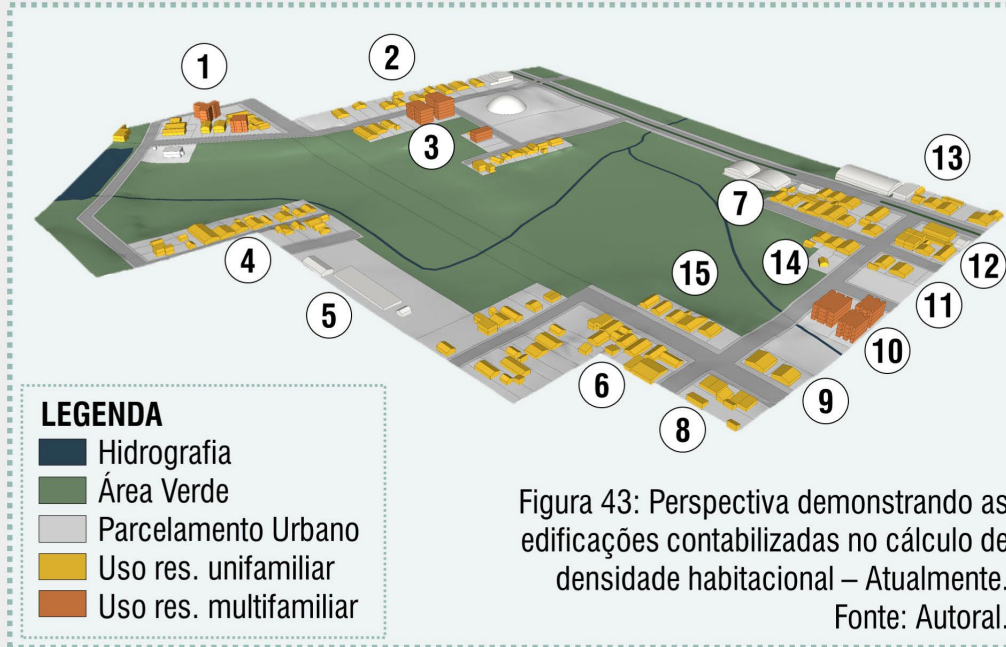 1
2
3
4
5
6
7
8
9
10
11
12
13
14
15
LEGENDA
Hidrografia
Área Verde
Parcelamento Urbano
Uso res. unifamiliar
Uso res. multifamiliar
Figura 43: Perspectiva demonstrando as
edificações contabilizadas no cálculo de
densidade habitacional – Atualmente.
Fonte: Autoral.